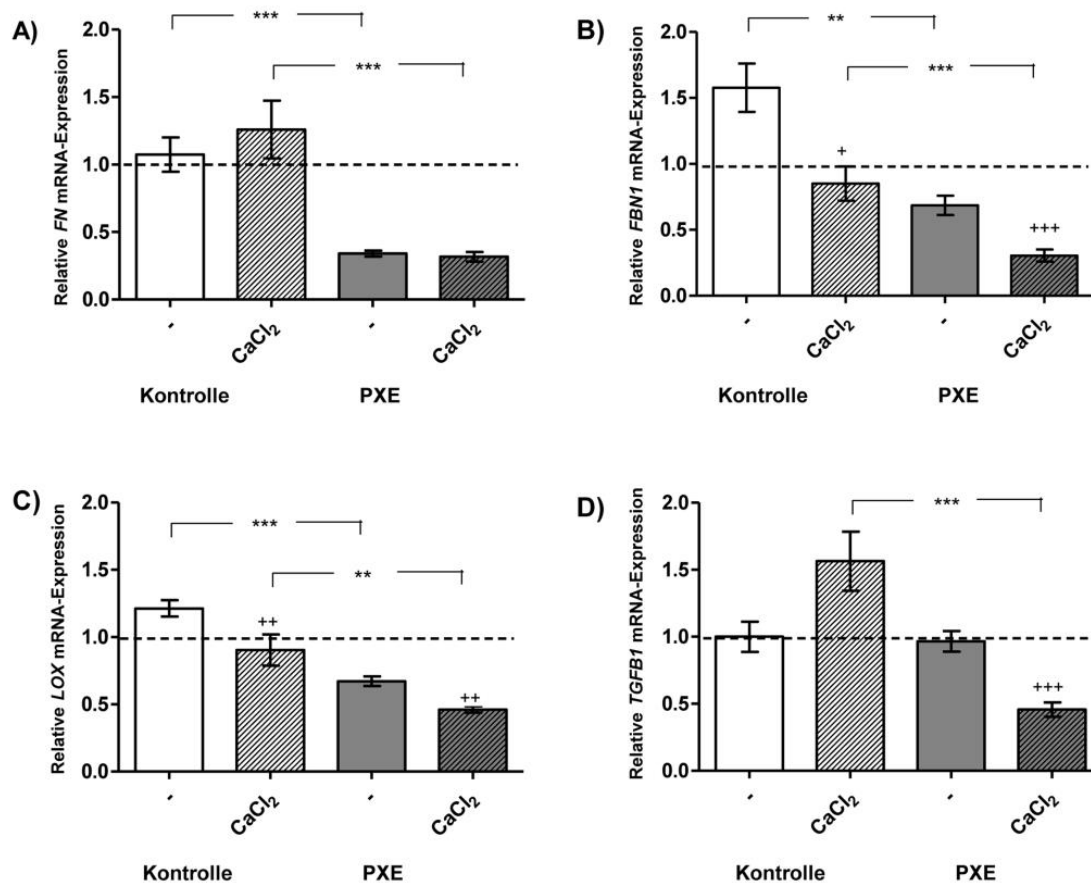 A)
Relative FN mRNA-Expression
2.0
1.5
1.0
0.5
0.0
***
***
-
CaCl₂
-
CaCl₂
Kontrolle
PXE
B)
Relative FBN1 mRNA-Expression
2.0
1.5
1.0
0.5
0.0
**
***
+
+++
-
CaCl₂
-
CaCl₂
Kontrolle
PXE
C)
Relative LOX mRNA-Expression
2.0
1.5
1.0
0.5
0.0
***
**
++
++
-
CaCl₂
-
CaCl₂
Kontrolle
PXE
D)
Relative TGFB1 mRNA-Expression
2.0
1.5
1.0
0.5
0.0
***
+++
-
CaCl₂
-
CaCl₂
Kontrolle
PXE